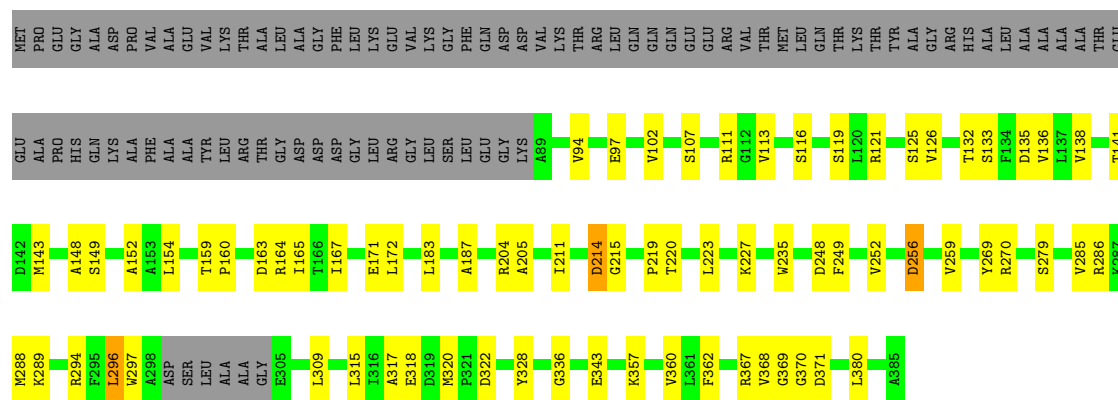 MET PRO GLU GLY ALA ASP PRO VAL ALA GLU VAL LYS THR ALA LEU ALA GLY PHE LEU LYS GLU VAL LYS GLY PHE GLN ASP ASP VAL LYS THR ARG LEU GLN GLN GLN GLU GLU ARG VAL THR MET LEU GLN THR LYS THR TYR ALA GLY ARG HIS ALA LEU ALA ALA ALA ALA THR GLU
GLU ALA PRO HIS GLN LYS ALA PHE ALA ALA TYR LEU ARG THR GLY ASP ASP ASP GLY LEU ARG GLY LEU SER LEU GLU GLY LYS A89 V94 E97 V102 S107 R111 G112 V113 S116 S119 L120 R121 S125 V126 T132 S133 F134 D135 V136 L137 V138 T141
D142 M143 A148 S149 A152 A153 L154 T159 P160 D163 R164 I165 T166 I167 E171 L172 L183 A187 R204 A205 I211 D214 G215 P219 T220 L223 K227 W235 D248 F249 V252 D256 V259 Y269 R270 S279 V285 R286 K287
M288 K289 R294 F295 L296 W297 A298 ASP SER LEU ALA ALA GLY E305 L309 L315 I316 A317 E318 D319 M320 P321 D322 Y328 G336 E343 K357 V360 L361 F362 R367 V368 G369 G370 D371 L380 A385